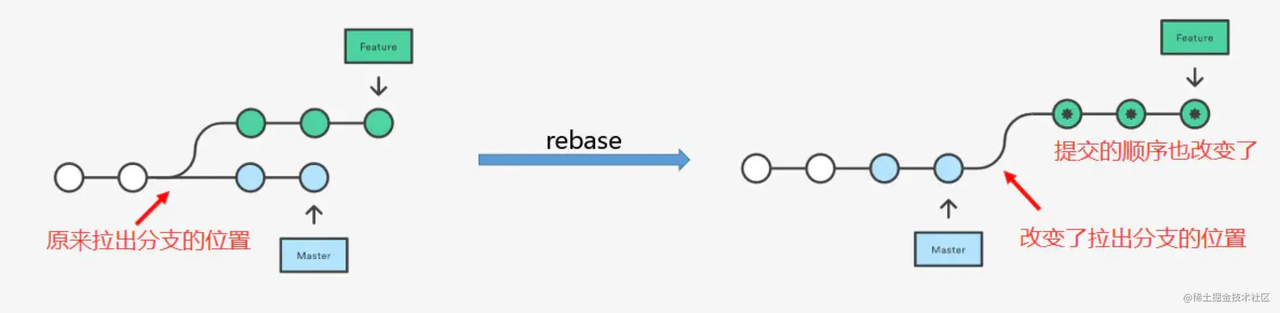 Feature
rebase
原来拉出分支的位置
Master
Feature
提交的顺序也改变了
改变了拉出分支的位置
Master
@稀土掘金技术社区